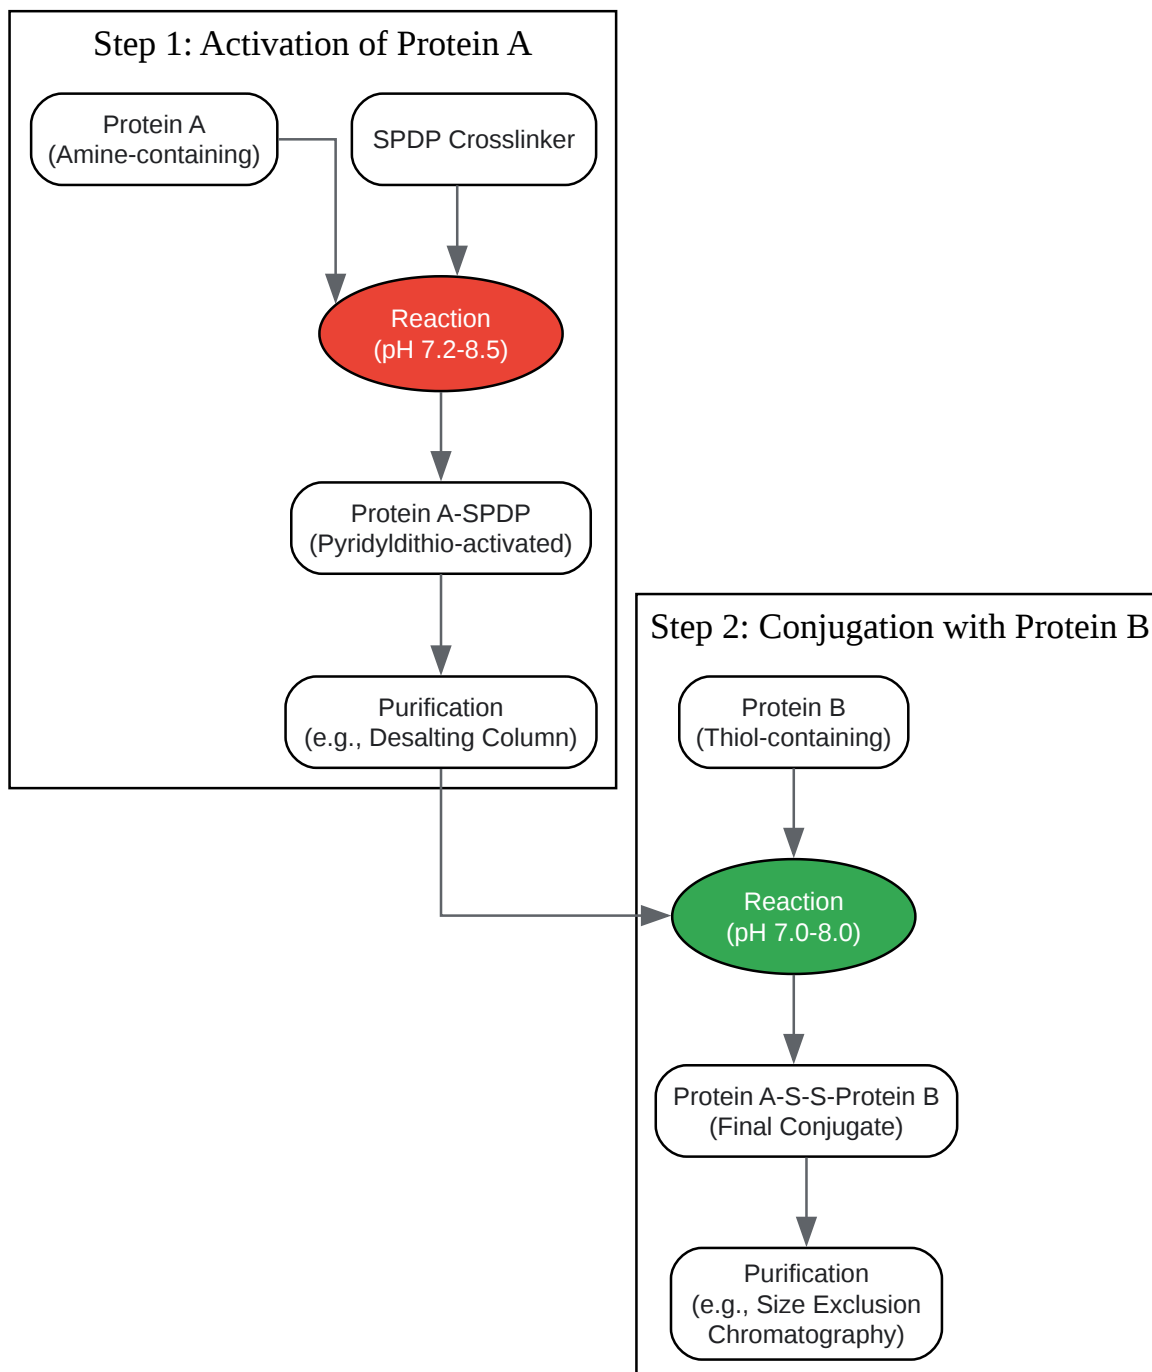 Step 1: Activation of Protein A
Protein A
(Amine-containing)
SPDP Crosslinker
Reaction
(pH 7.2-8.5)
Protein A-SPDP
(Pyridyldithio-activated)
Purification
(e.g., Desalting Column)
Step 2: Conjugation with Protein B
Protein B
(Thiol-containing)
Reaction
(pH 7.0-8.0)
Protein A-S-S-Protein B
(Final Conjugate)
Purification
(e.g., Size Exclusion
Chromatography)